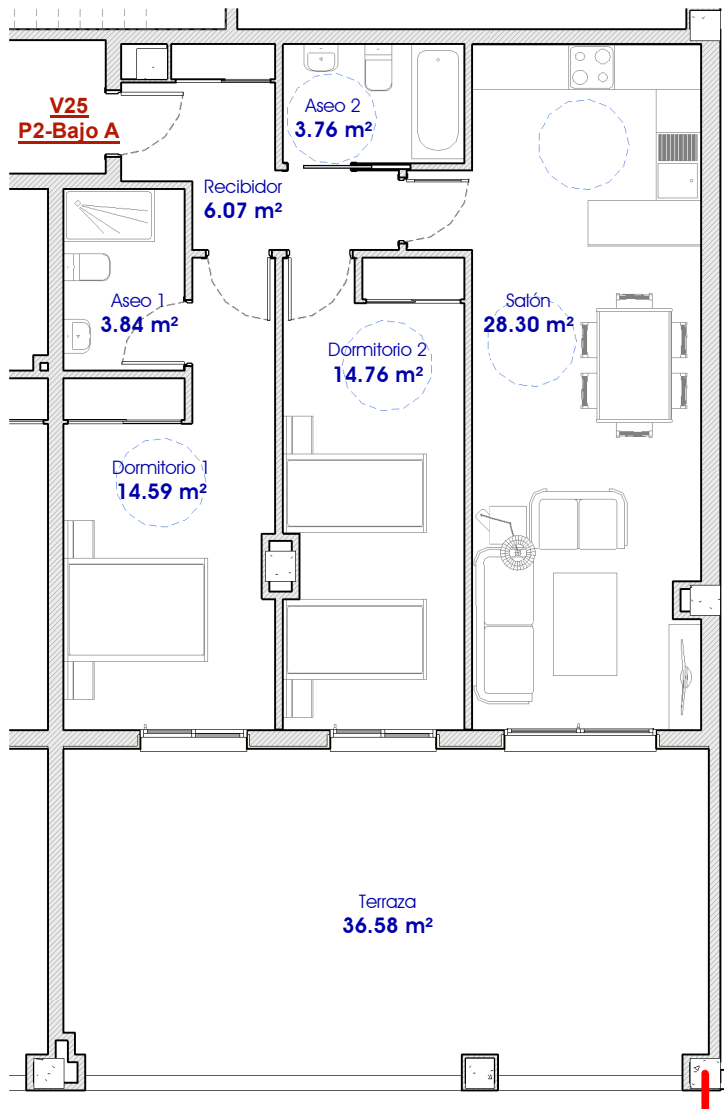 V25
P2-Bajo A
Aseo 2
3.76 m²
Recibidor
6.07 m²
Aseo 1
3.84 m²
Salón
28.30 m²
Dormitorio 2
14.76 m²
Dormitorio 1
14.59 m²
Terraza
36.58 m²